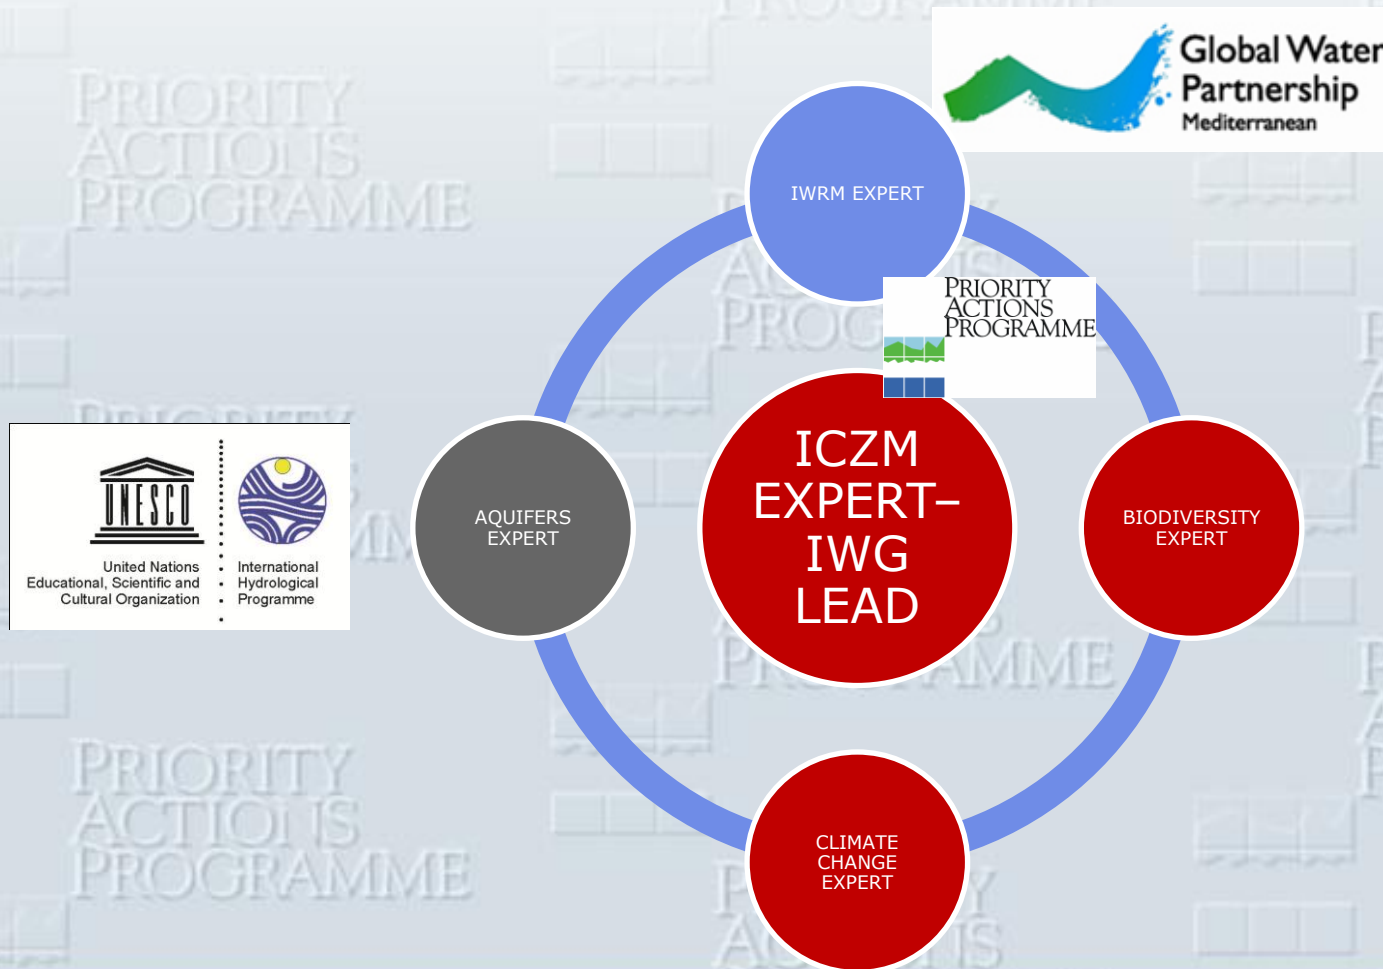 PRIORITY
ACTIONS
PROGRAMME
Global Water
Partnership
Mediterranean
IWRM EXPERT
PRIORITY
ACTIONS
PROGRAMME
ICZM
EXPERT–
IWG
LEAD
AQUIFERS
EXPERT
BIODIVERSITY
EXPERT
CLIMATE
CHANGE
EXPERT
UNESCO
United Nations
Educational, Scientific and
Cultural Organization
International
Hydrological
Programme
PRIORITY
ACTIONS
PROGRAMME